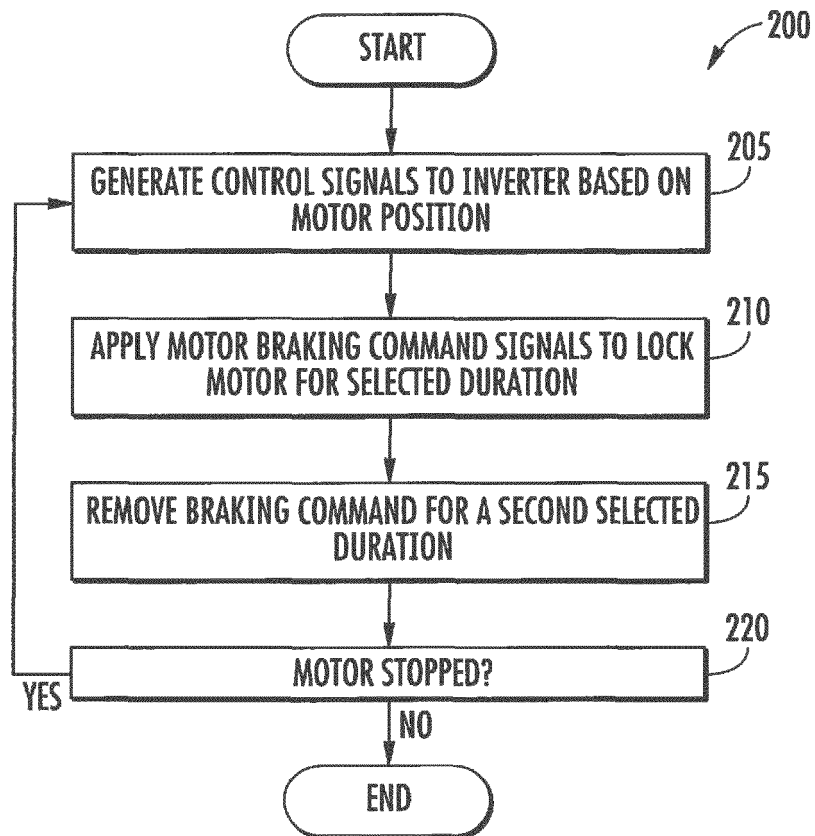 START
200
GENERATE CONTROL SIGNALS TO INVERTER BASED ON
MOTOR POSITION
205
APPLY MOTOR BRAKING COMMAND SIGNALS TO LOCK
MOTOR FOR SELECTED DURATION
210
REMOVE BRAKING COMMAND FOR A SECOND SELECTED
DURATION
215
MOTOR STOPPED?
220
YES
NO
END